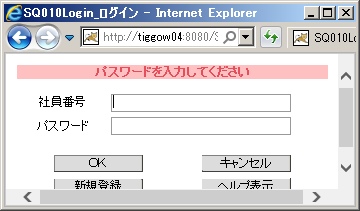 SQ010Login_ログイン - Internet Explorer
http://tiggow04:8080/S
SQ010Lo
パスワードを入力してください
社員番号
パスワード
OK キャンセル
新規登録 ヘルプ表示